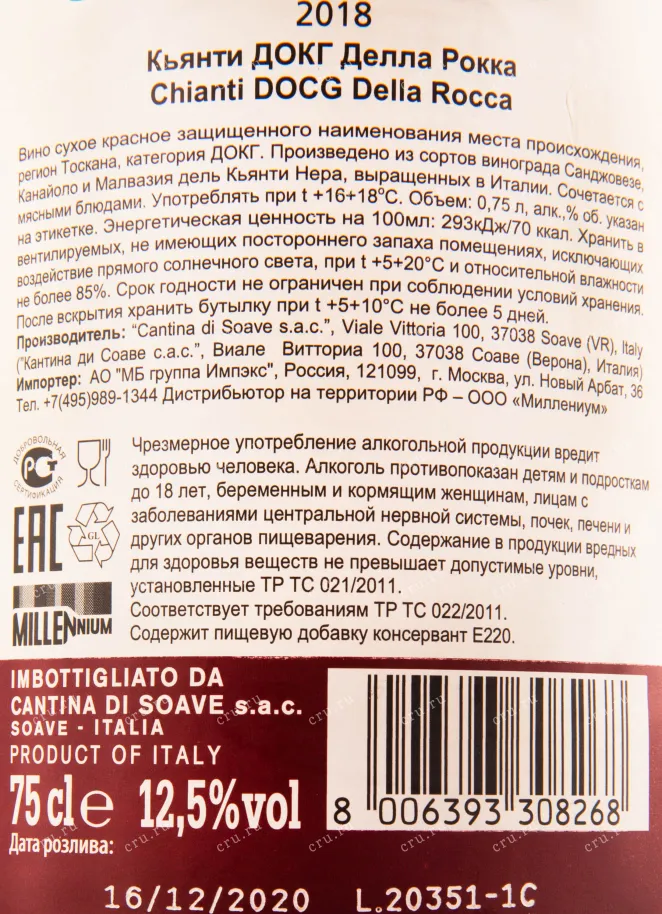 2018
Кьянти ДОКГ Делла Рокка
Chianti DOCG Della Rocca
Вино сухое красное защищенного наименования места происхождения,
регион Тоскана, категория ДОКГ. Произведено из сортов винограда Санджовезе,
Канайоло и Малвазия дель Кьянти Нера, выращенных в Италии. Сочетается с
мясными блюдами. Употреблять при t +16+18°C. Объем: 0,75 л, алк.,% об. указан
на этикетке. Энергетическая ценность на 100мл: 293кДж/70 ккал. Хранить в
вентилируемых, не имеющих постороннего запаха помещениях, исключающих
воздействие прямого солнечного света, при t +5+20°C и относительной влажности
не более 85%. Срок годности не ограничен при соблюдении условий хранения.
После вскрытия хранить бутылку при t +5+10°C не более 5 дней.
Производитель: “Cantina di Soave s.a.c.”, Viale Vittoria 100, 37038 Soave (VR), Italy
(“Кантина ди Соаве с.а.с.”, Виале Виттриа 100, 37038 Соаве (Верона), Италия)
Импортер: АО "МБ группа Импэкс", Россия, 121099, г. Москва, ул. Новый Арбат, 36
Тел. +7(495)989-1344 Дистрибьютор на территории РФ – ООО «Миллениум»
ДОБРОВОЛЬНАЯ
РСТ
СЕРТИФИКАЦИЯ
Чрезмерное употребление алкогольной продукции вредит
здоровью человека. Алкоголь противопоказан детям и подросткам
до 18 лет, беременным и кормящим женщинам, лицам с
заболеваниями центральной нервной системы, почек, печени и
других органов пищеварения. Содержание в продукции вредных
для здоровья веществ не превышает допустимые уровни,
установленные ТР ТС 021/2011.
Соответствует требованиям ТР ТС 022/2011.
Содержит пищевую добавку консервант Е220.
EAC
GL
MILLENNIUM
IMBOTTIGLIATO DA
CANTINA DI SOAVE s.a.c.
SOAVE - ITALIA
PRODUCT OF ITALY
75 cl e 12,5%vol
8 006393 308268
Дата розлива:
16/12/2020 L.20351-1C
cru.ru